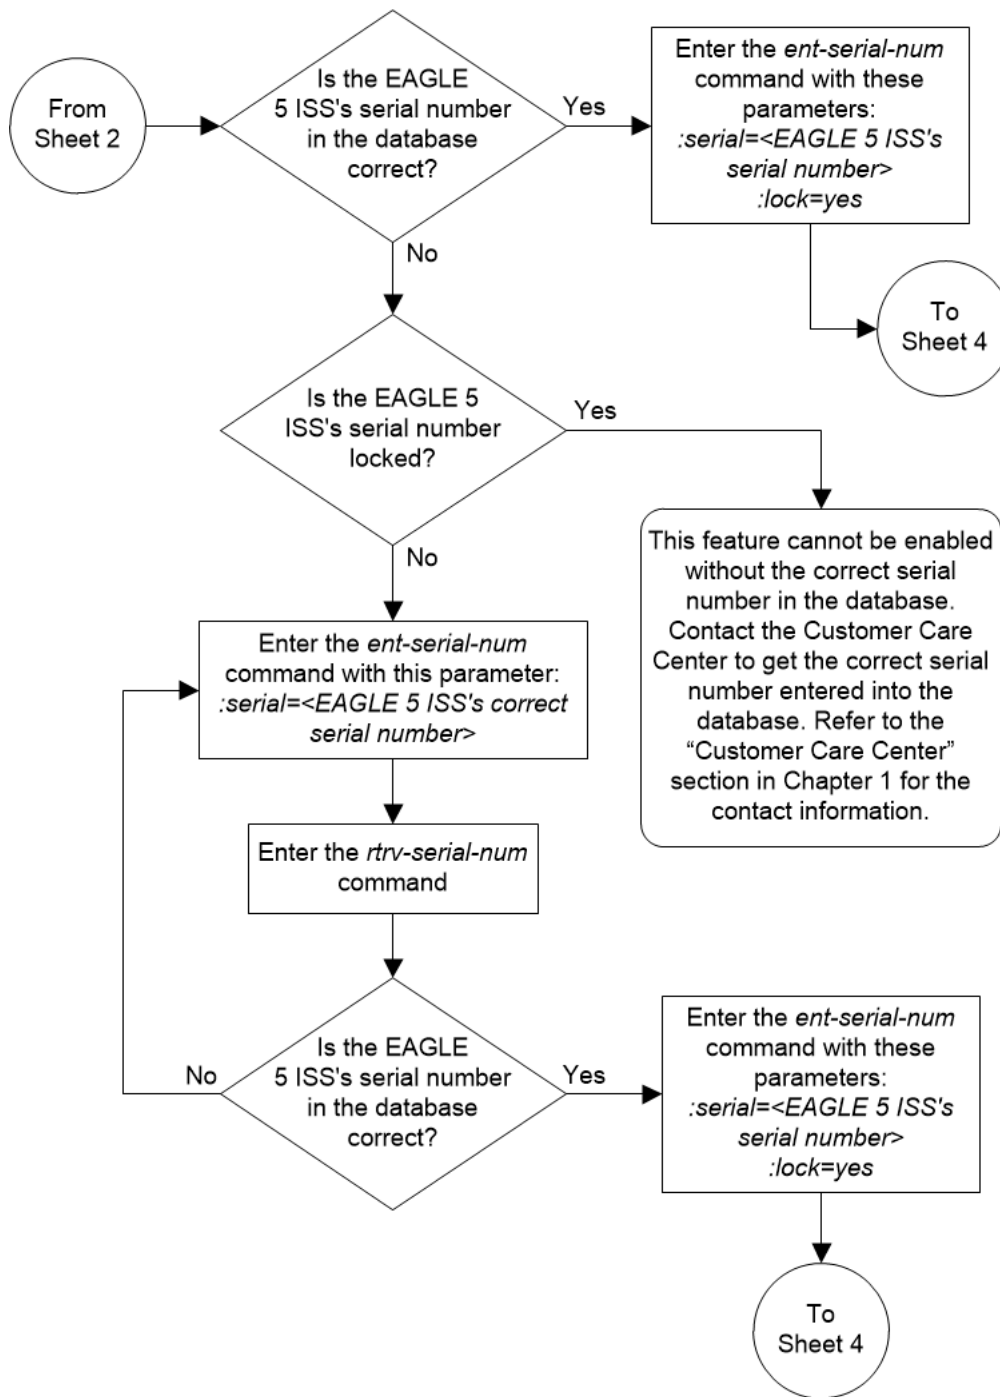 From
Sheet 2
Is the EAGLE
5 ISS's serial number
in the database
correct?
Yes
Enter the ent-serial-num
command with these
parameters:
:serial=<EAGLE 5 ISS's
serial number>
:lock=yes
No
To
Sheet 4
Is the EAGLE 5
ISS's serial number
locked?
Yes
This feature cannot be enabled
without the correct serial
number in the database.
Contact the Customer Care
Center to get the correct serial
number entered into the
database. Refer to the
“Customer Care Center”
section in Chapter 1 for the
contact information.
No
Enter the ent-serial-num
command with this parameter:
:serial=<EAGLE 5 ISS's correct
serial number>
Enter the rtrv-serial-num
command
Is the EAGLE
5 ISS's serial number
in the database
correct?
No
Yes
Enter the ent-serial-num
command with these
parameters:
:serial=<EAGLE 5 ISS's
serial number>
:lock=yes
To
Sheet 4